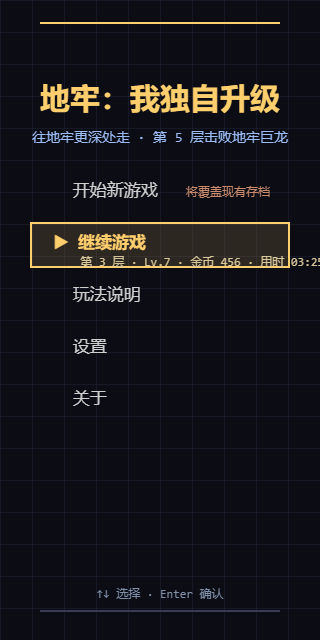 地牢: 我独自升级
往地牢更深处走 · 第 5 层击败地牢巨龙
开始新游戏 将覆盖现有存档
▶ 继续游戏
第 3 层 · Lv.7 · 金币 456 · 用时 03:25
玩法说明
设置
关于
↑↓ 选择 · Enter 确认